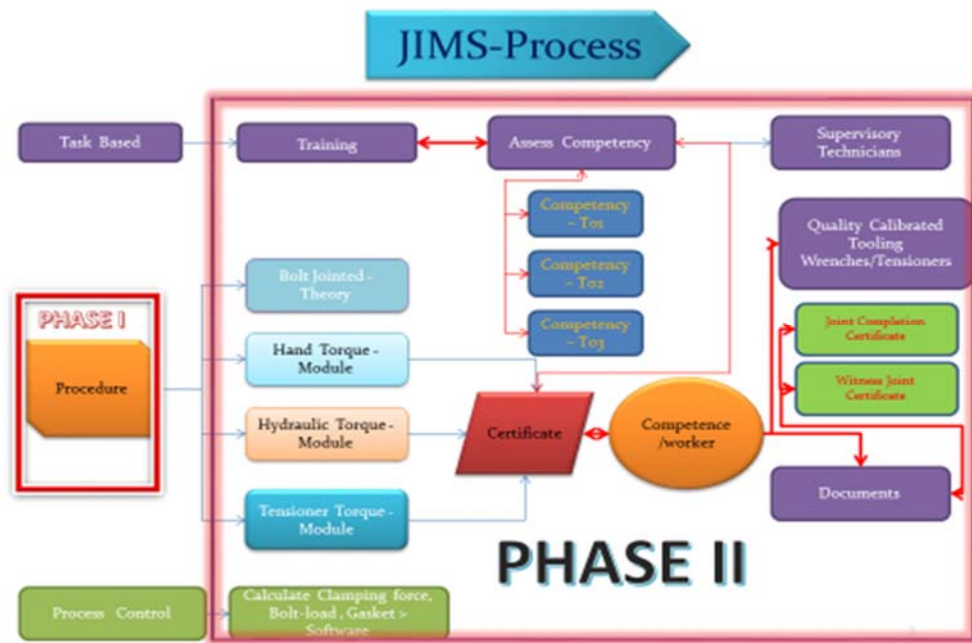 JIMS-Process
Task Based
Training
Assess Competency
Supervisory
Technicians
Competency
– T01
Competency
– T02
Competency
– T03
Quality Calibrated
Tooling
Wrenches/Tensioners
Bolt Jointed -
Theory
PHASE I
Procedure
Hand Torque -
Module
Joint Completion
Certificate
Witness Joint
Certificate
Hydraulic Torque -
Module
Certificate
Competence
/worker
Tensioner Torque -
Module
Documents
PHASE II
Process Control
Calculate Clamping force,
Bolt-load , Gasket >
Software